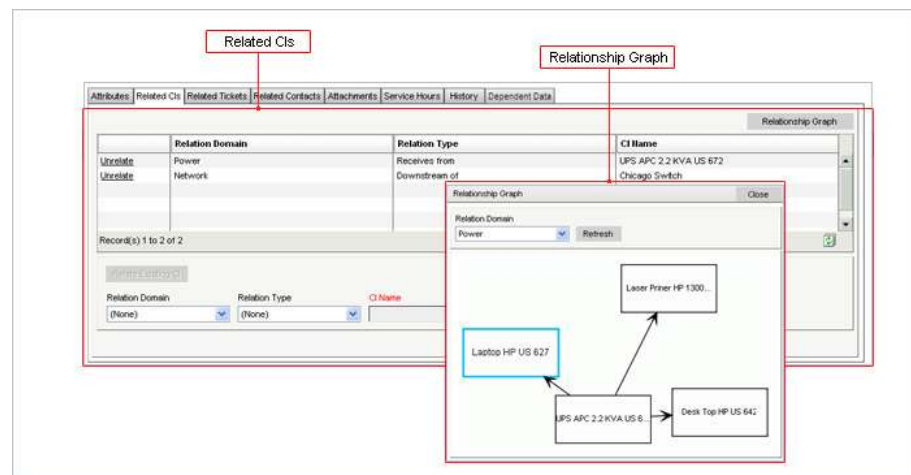 Related CIs
Relationship Graph
Attributes Related CIs Related Tickets Related Contacts Attachments Service Hours History Dependent Data
Relationship Graph
Relation Domain Relation Type CI Name
Unrelate Power Receives from UPS APC 2.2 KVA US 672
Unrelate Network Downstream of Chicago Switch
Record(s) 1 to 2 of 2
Relation Domain Relation Type CI Name
(None) (None)
Relationship Graph Close
Relation Domain
Power Refresh
Laser Priner HP 1300...
Laptop HP US 627
UPS APC 2.2 KVA US 6...
Desk Top HP US 642